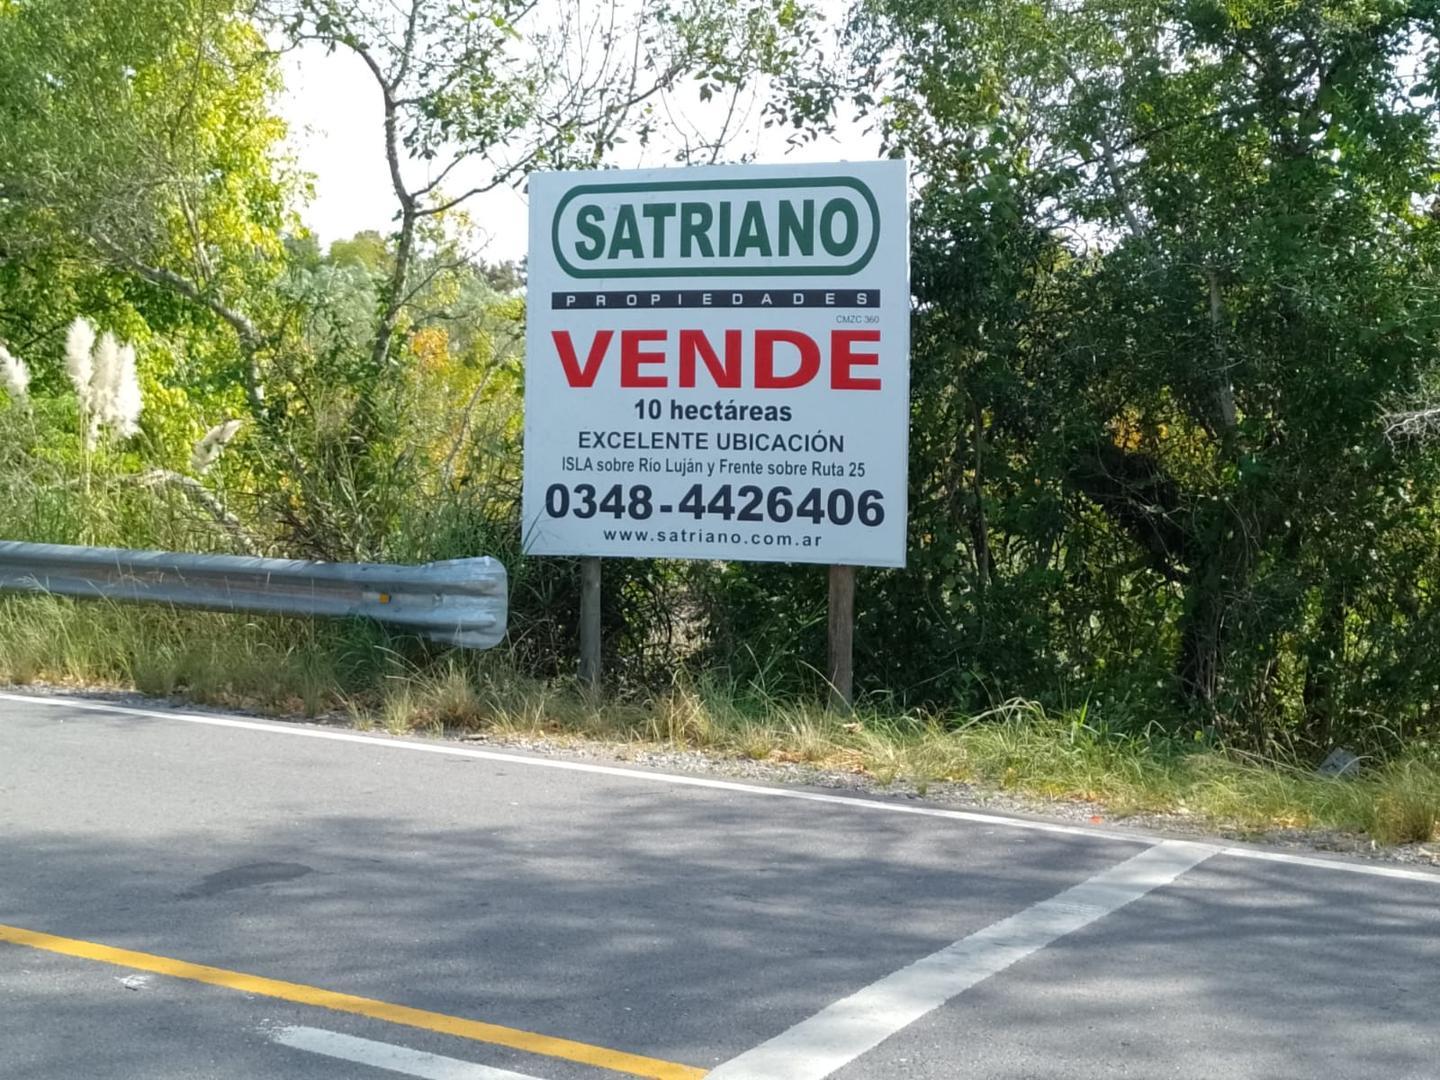 SATRIANO
PROPIEDADES
CMZC 360
VENDE
10 hectáreas
EXCELENTE UBICACIÓN
ISLA sobre Río Luján y Frente sobre Ruta 25
0348-4426406
www.satriano.com.ar